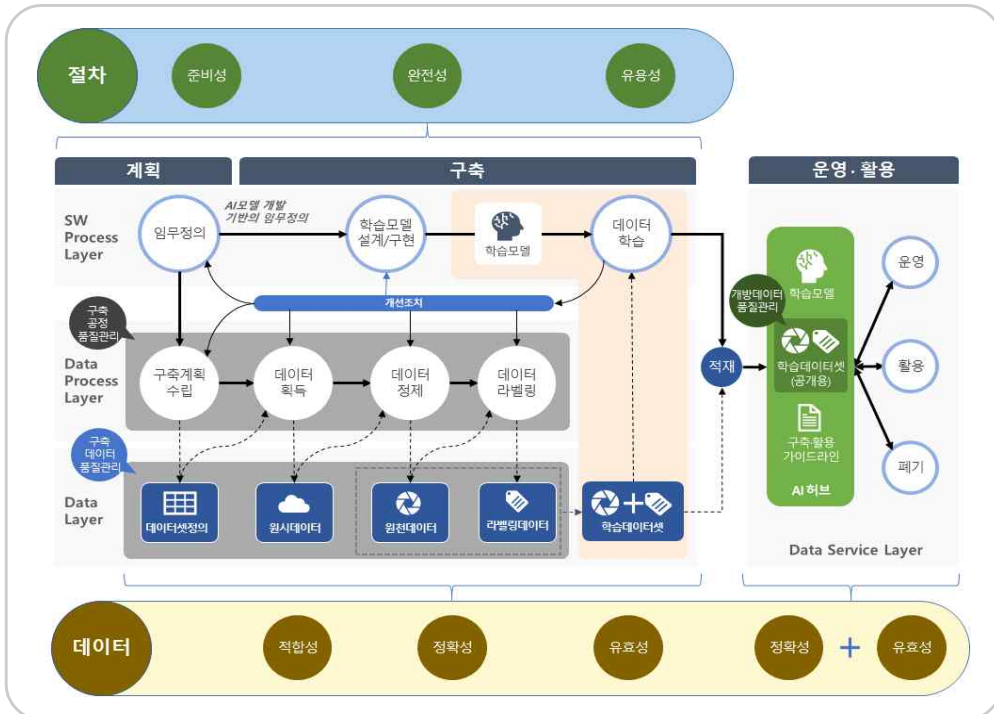 절차
준비성
완전성
유용성
계획
구축
운영·활용
SW
Process
Layer
임무정의
AI모델 개발
기반의 임무정의
학습모델
설계/구현
학습모델
데이터
학습
개선조치
구축
공정
품질관리
Data
Process
Layer
구축계획
수립
데이터
획득
데이터
정제
데이터
라벨링
적재
구축
데이터
품질관리
Data
Layer
데이터셋정의
원시데이터
원천데이터
라벨링데이터
학습데이터셋
개방데이터
품질관리
학습모델
학습데이터셋
(공개용)
구축·활용
가이드라인
AI 허브
운영
활용
폐기
Data Service Layer
데이터
적합성
정확성
유효성
정확성
+
유효성